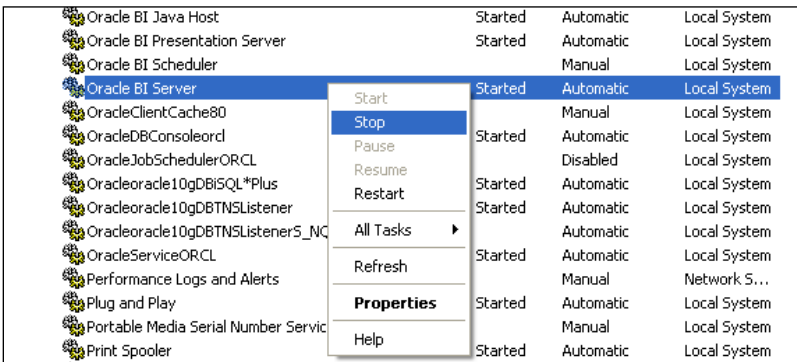 Oracle BI Java Host Started Automatic Local System
Oracle BI Presentation Server Started Automatic Local System
Oracle BI Scheduler Manual Local System
Oracle BI Server Started Automatic Local System
OracleClientCache80 Manual Local System
OracleDBConsoleorcl Started Automatic Local System
OracleJobSchedulerORCL Disabled Local System
Oracleoracle10gDBiSQL*Plus Started Automatic Local System
Oracleoracle10gDBTNSListener Started Automatic Local System
Oracleoracle10gDBTNSListenerS_NQ Automatic Local System
OracleServiceORCL Started Automatic Local System
Performance Logs and Alerts Manual Network S...
Plug and Play Started Automatic Local System
Portable Media Serial Number Servic Manual Local System
Print Spooler Started Automatic Local System
Start
Stop
Pause
Resume
Restart
All Tasks
Refresh
Properties
Help